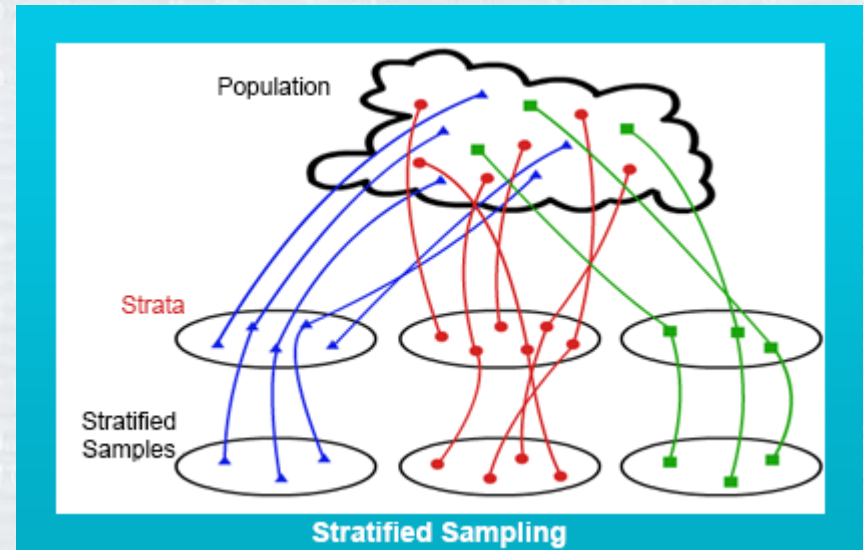 Population
Strata
Stratified
Samples
Stratified Sampling